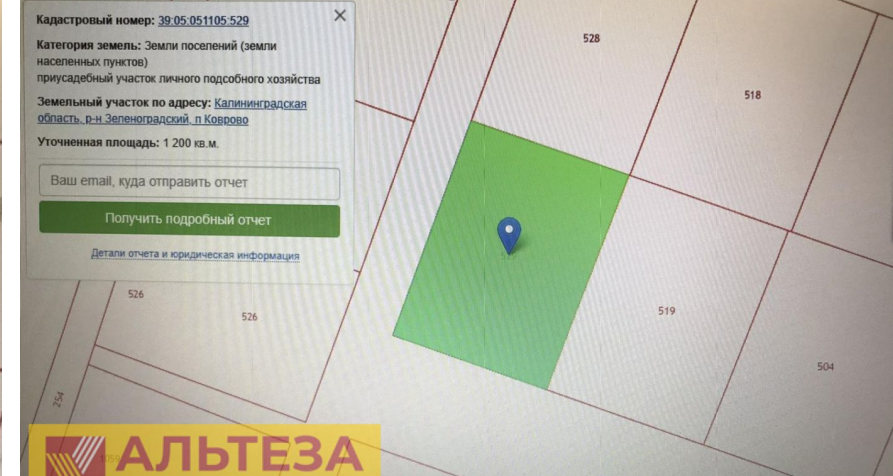 Кадастровый номер: 39:05:051105:529
Категория земель: Земли поселений (земли
населенных пунктов)
приусадебный участок личного подсобного хозяйства
Земельный участок по адресу: Калининградская
область, р-н Зеленоградский, п Коврово
Уточненная площадь: 1 200 кв.м.
Ваш email, куда отправить отчет
Получить подробный отчет
Детали отчета и юридическая информация
528
518
526
526
519
504
254
АЛЬТЕЗА